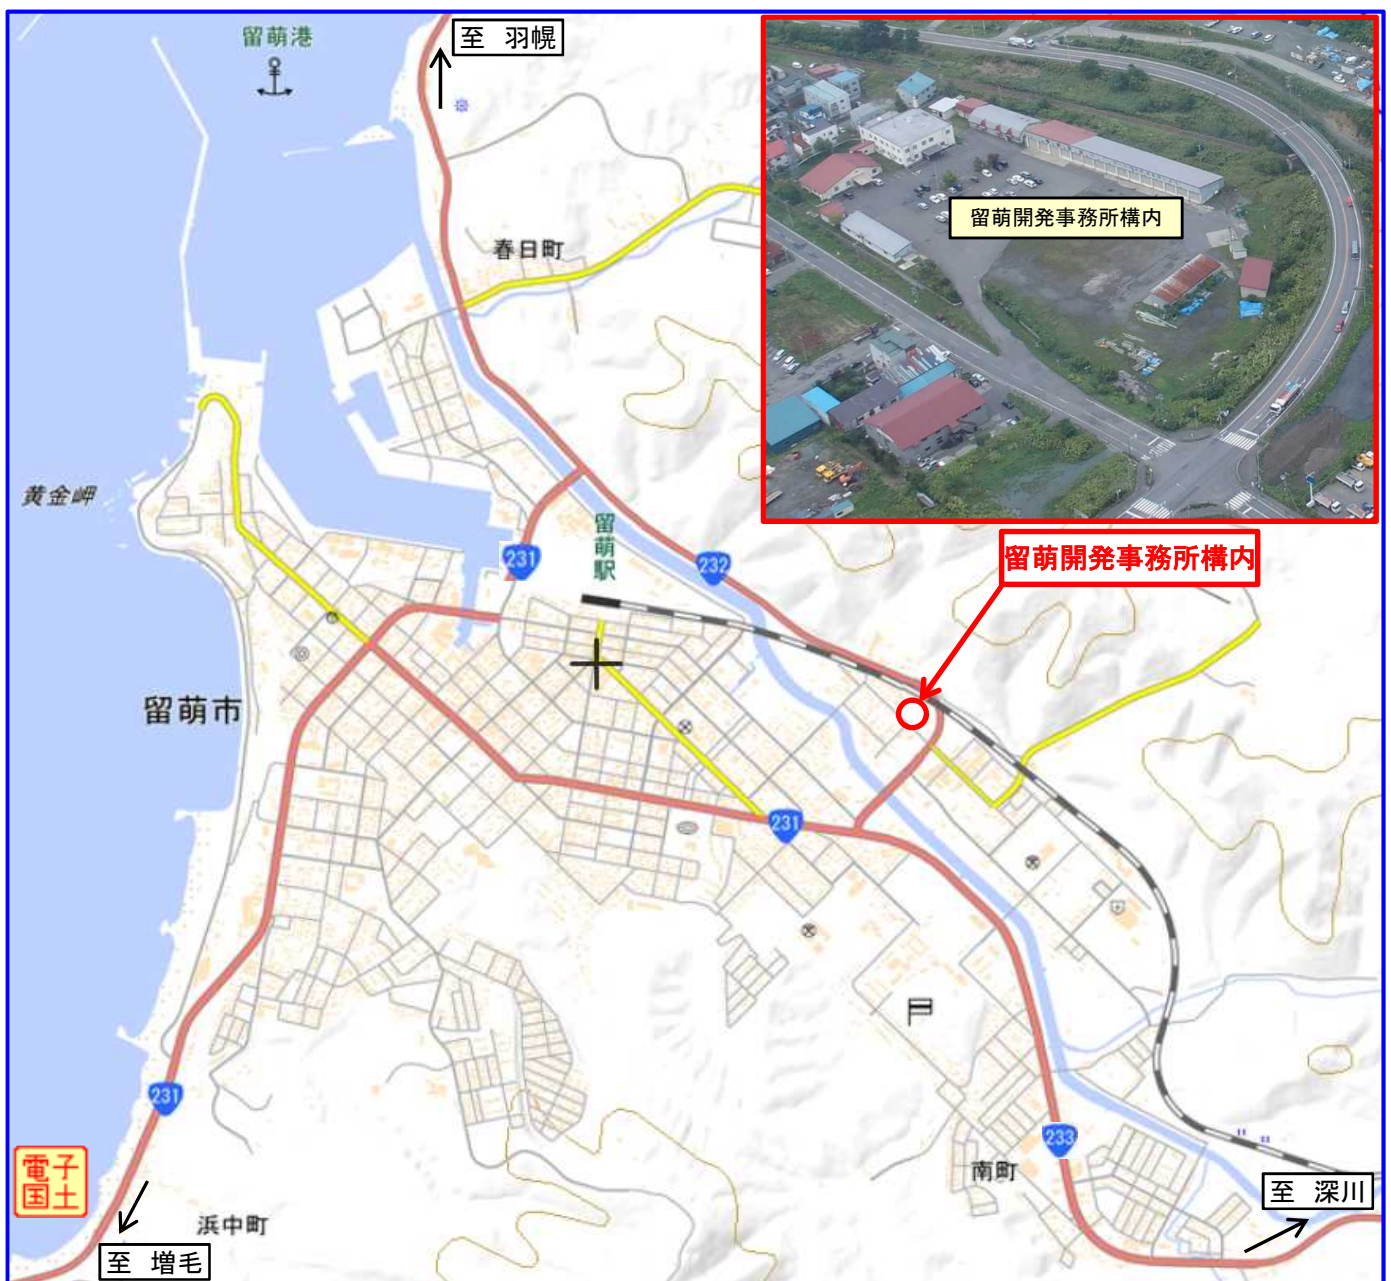 留萌港
至 羽幌
春日町
留萌開発事務所構内
黄金岬
留萌駅
231
232
留萌開発事務所構内
留萌市
231
231
233
電子
国土
南町
至 深川
浜中町
至 増毛